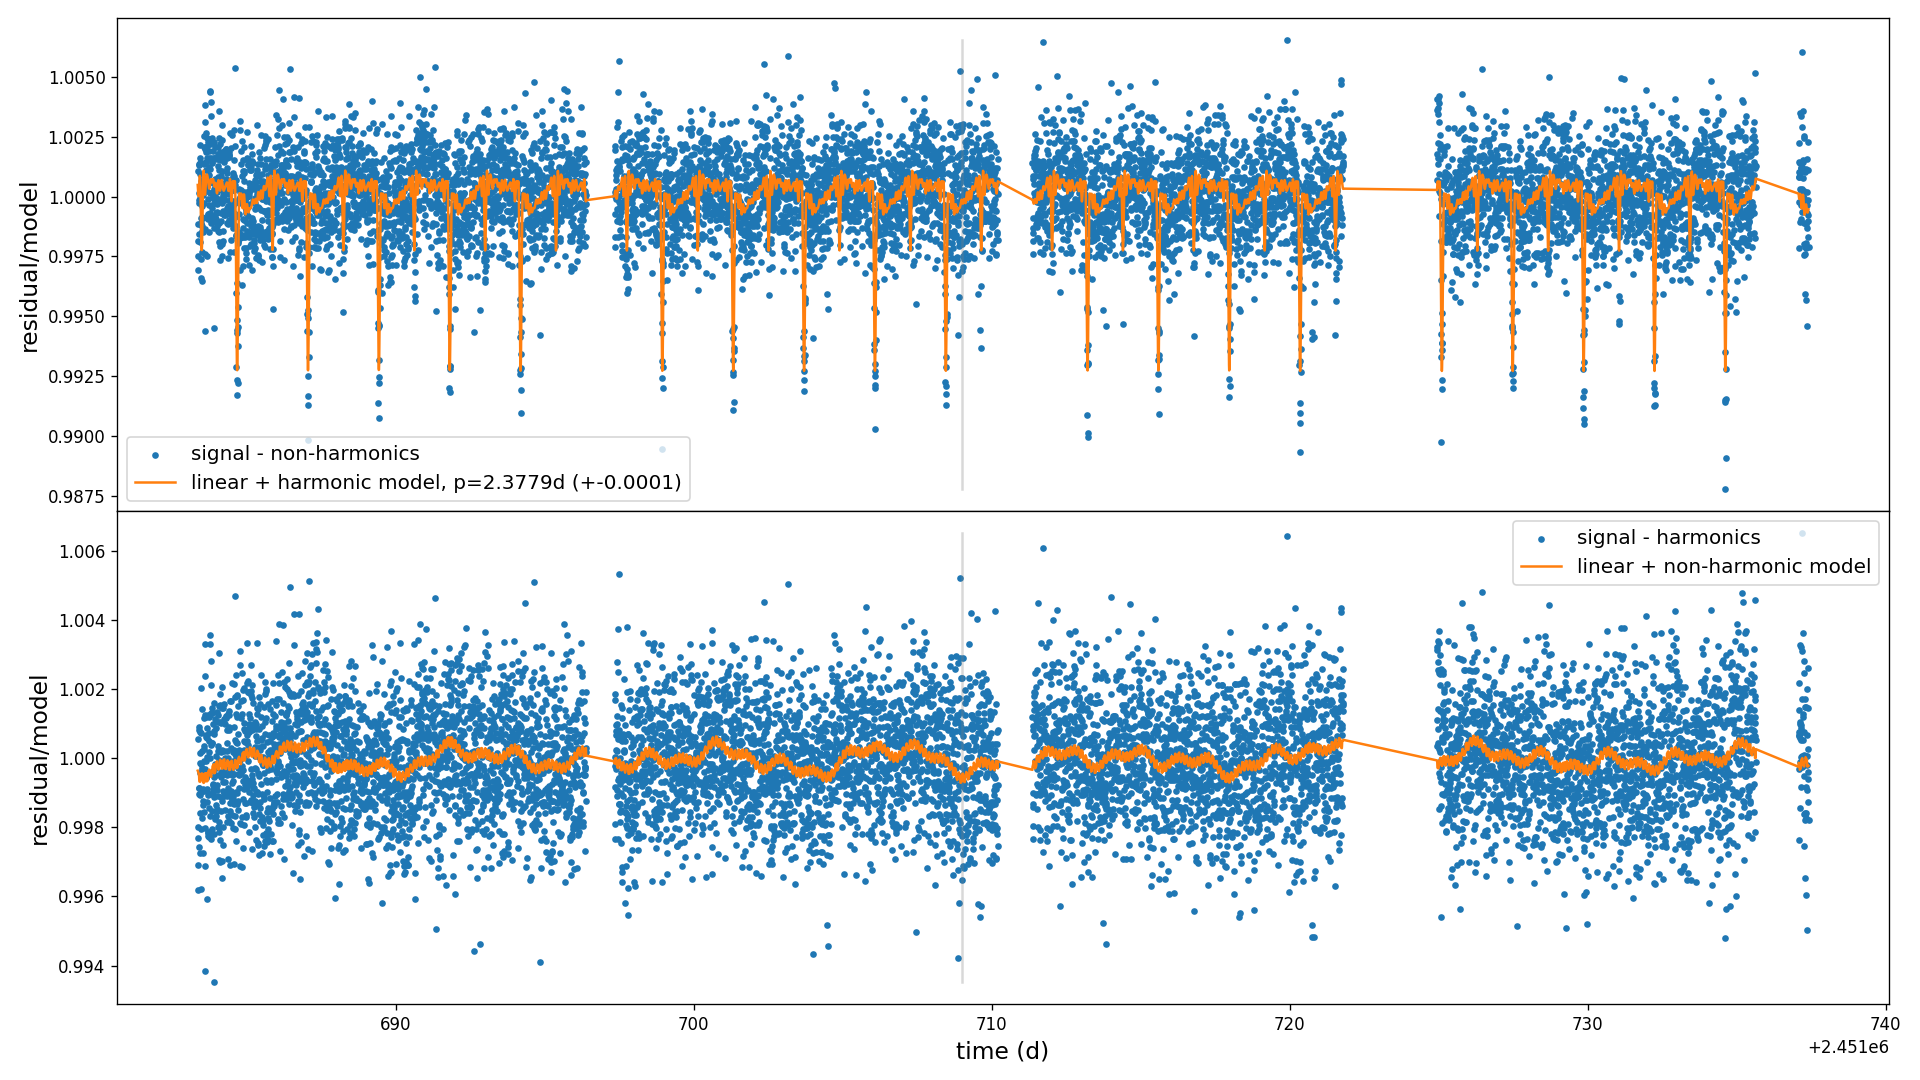 1.0050
1.0025
1.0000
0.9975
0.9950
0.9925
0.9900
0.9875
residual/model
signal - non-harmonics
linear + harmonic model, p=2.3779d (+-0.0001)
1.006
1.004
1.002
1.000
0.998
0.996
0.994
residual/model
signal - harmonics
linear + non-harmonic model
690
700
710
720
730
740
time (d)
+2.451e6